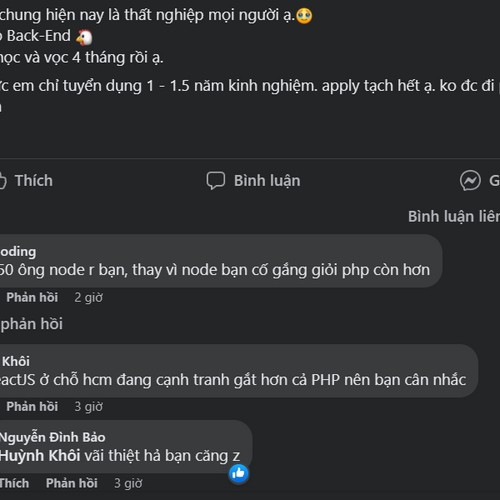 chung hiện nay là thất nghiệp mọi người ạ.
Back-End
học và vọc 4 tháng rồi ạ.
em chỉ tuyển dụng 1 - 1.5 năm kinh nghiệm. apply tạch hết ạ. ko đc đi
Thích Bình luận
Bình luận
oding
50 ông node r bạn, thay vì node bạn cố gắng giỏi php còn hơn
Phản hồi 2 giờ
phản hồi
Khôi
eactJS ở chỗ hcm đang cạnh tranh gắt hơn cả PHP nên bạn cân nhắc
Phản hồi 3 giờ
Nguyễn Đình Bảo
Huỳnh Khôi vãi thiệt hả bạn căng z
Thích Phản hồi 3 giờ